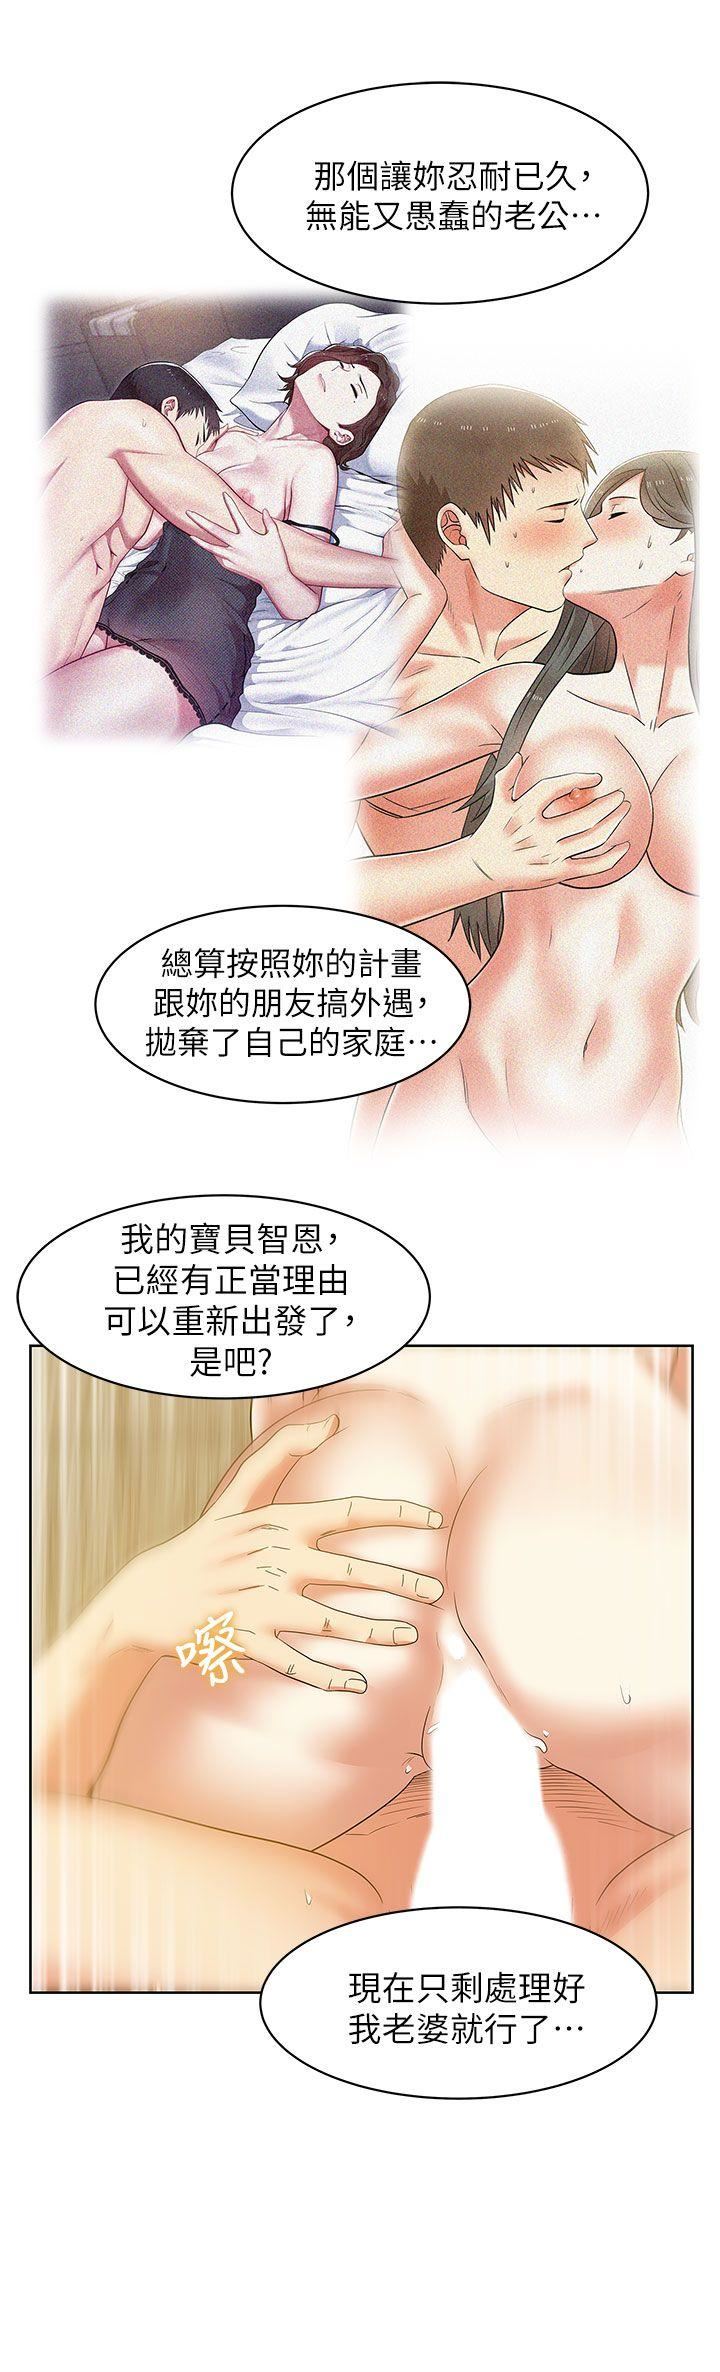 那個讓妳忍耐已久，
無能又愚蠢的老公⋯
總算按照妳的計畫
跟妳的朋友搞外遇，
拋棄了自己的家庭⋯
我的寶貝智恩，
已經有正當理由
可以重新出發了，
是吧?
嚓
現在只剩處理好
我老婆就行了⋯